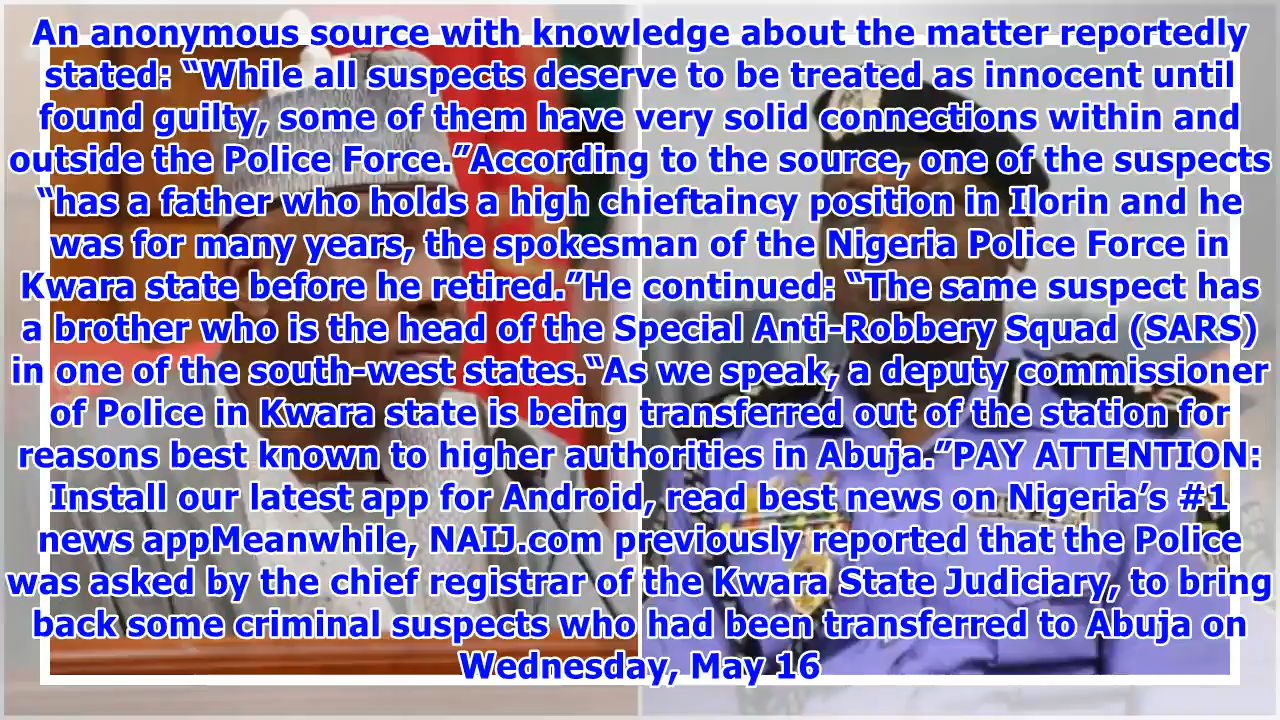 An anonymous source with knowledge about the matter reportedly
stated: “While all suspects deserve to be treated as innocent until
found guilty, some of them have very solid connections within and
outside the Police Force.”According to the source, one of the suspects
“has a father who holds a high chieftaincy position in Ilorin and he
was for many years, the spokesman of the Nigeria Police Force in
Kwara state before he retired.”He continued: “The same suspect has
a brother who is the head of the Special Anti-Robbery Squad (SARS)
in one of the south-west states.“As we speak, a deputy commissioner
of Police in Kwara state is being transferred out of the station for
reasons best known to higher authorities in Abuja.”PAY ATTENTION:
Install our latest app for Android, read best news on Nigeria’s #1
news appMeanwhile, NAIJ.com previously reported that the Police
was asked by the chief registrar of the Kwara State Judiciary, to bring
back some criminal suspects who had been transferred to Abuja on
Wednesday, May 16